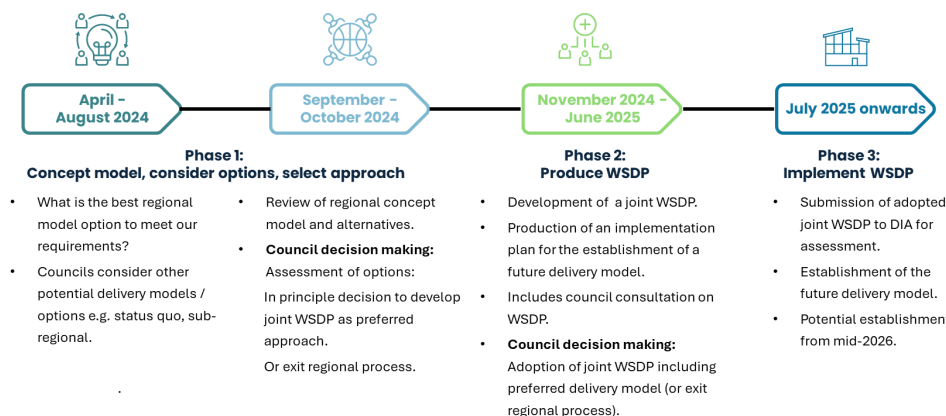 April –
August 2024
September –
October 2024
November 2024 –
June 2025
July 2025 onwards
Phase 1:
Concept model, consider options, select approach
• What is the best regional
model option to meet our
requirements?
• Councils consider other
potential delivery models /
options e.g. status quo, sub-
regional.
.
• Review of regional concept
model and alternatives.
• Council decision making:
Assessment of options:
In principle decision to develop
joint WSDP as preferred
approach.
Or exit regional process.
Phase 2:
Produce WSDP
• Development of a joint WSDP.
• Production of an implementation
plan for the establishment of a
future delivery model.
• Includes council consultation on
WSDP.
• Council decision making:
Adoption of joint WSDP including
preferred delivery model (or exit
regional process).
Phase 3:
Implement WSDP
• Submission of adopted
joint WSDP to DIA for
assessment.
• Establishment of the
future delivery model.
• Potential establishment
from mid-2026.